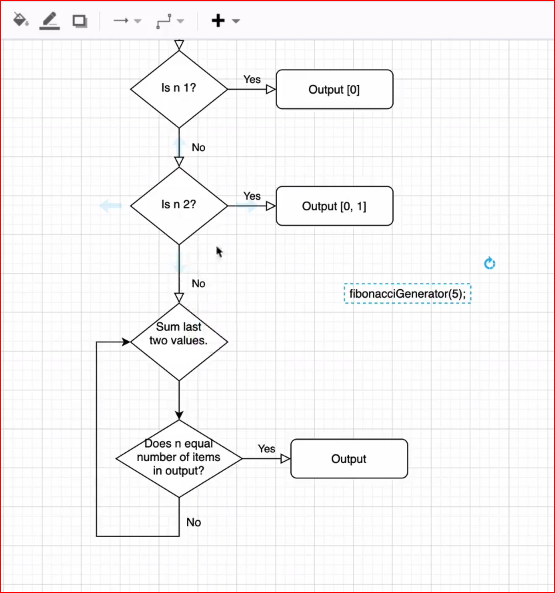 Is n 1?
Yes
Output [0]
No
Is n 2?
Yes
Output [0, 1]
No
fibonacciGenerator(5);
Sum last
two values.
Does n equal
number of items
in output?
Yes
Output
No